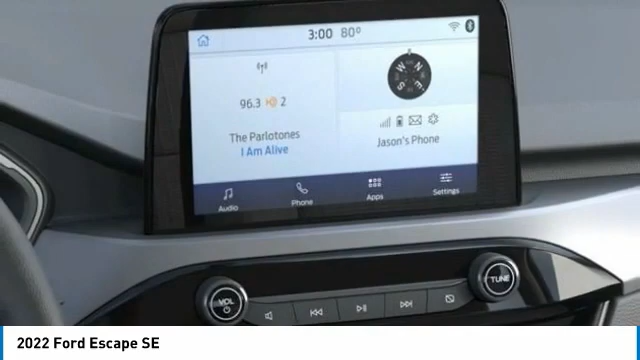 3:00 80°
96.3 HD 2
The Parlotones
I Am Alive
N E S W
Jason's Phone
Audio
Phone
Apps
Settings
VOL
TUNE
2022 Ford Escape SE